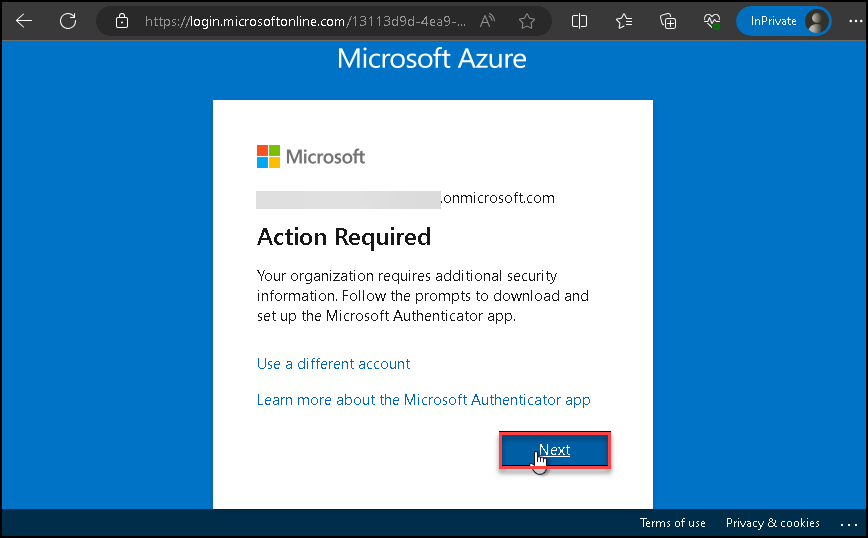 https://login.microsoftonline.com/13113d9d-4ea9-...
InPrivate
Microsoft Azure
Microsoft
.onmicrosoft.com
Action Required
Your organization requires additional security
information. Follow the prompts to download and
set up the Microsoft Authenticator app.
Use a different account
Learn more about the Microsoft Authenticator app
Next
Terms of use Privacy & cookies ...